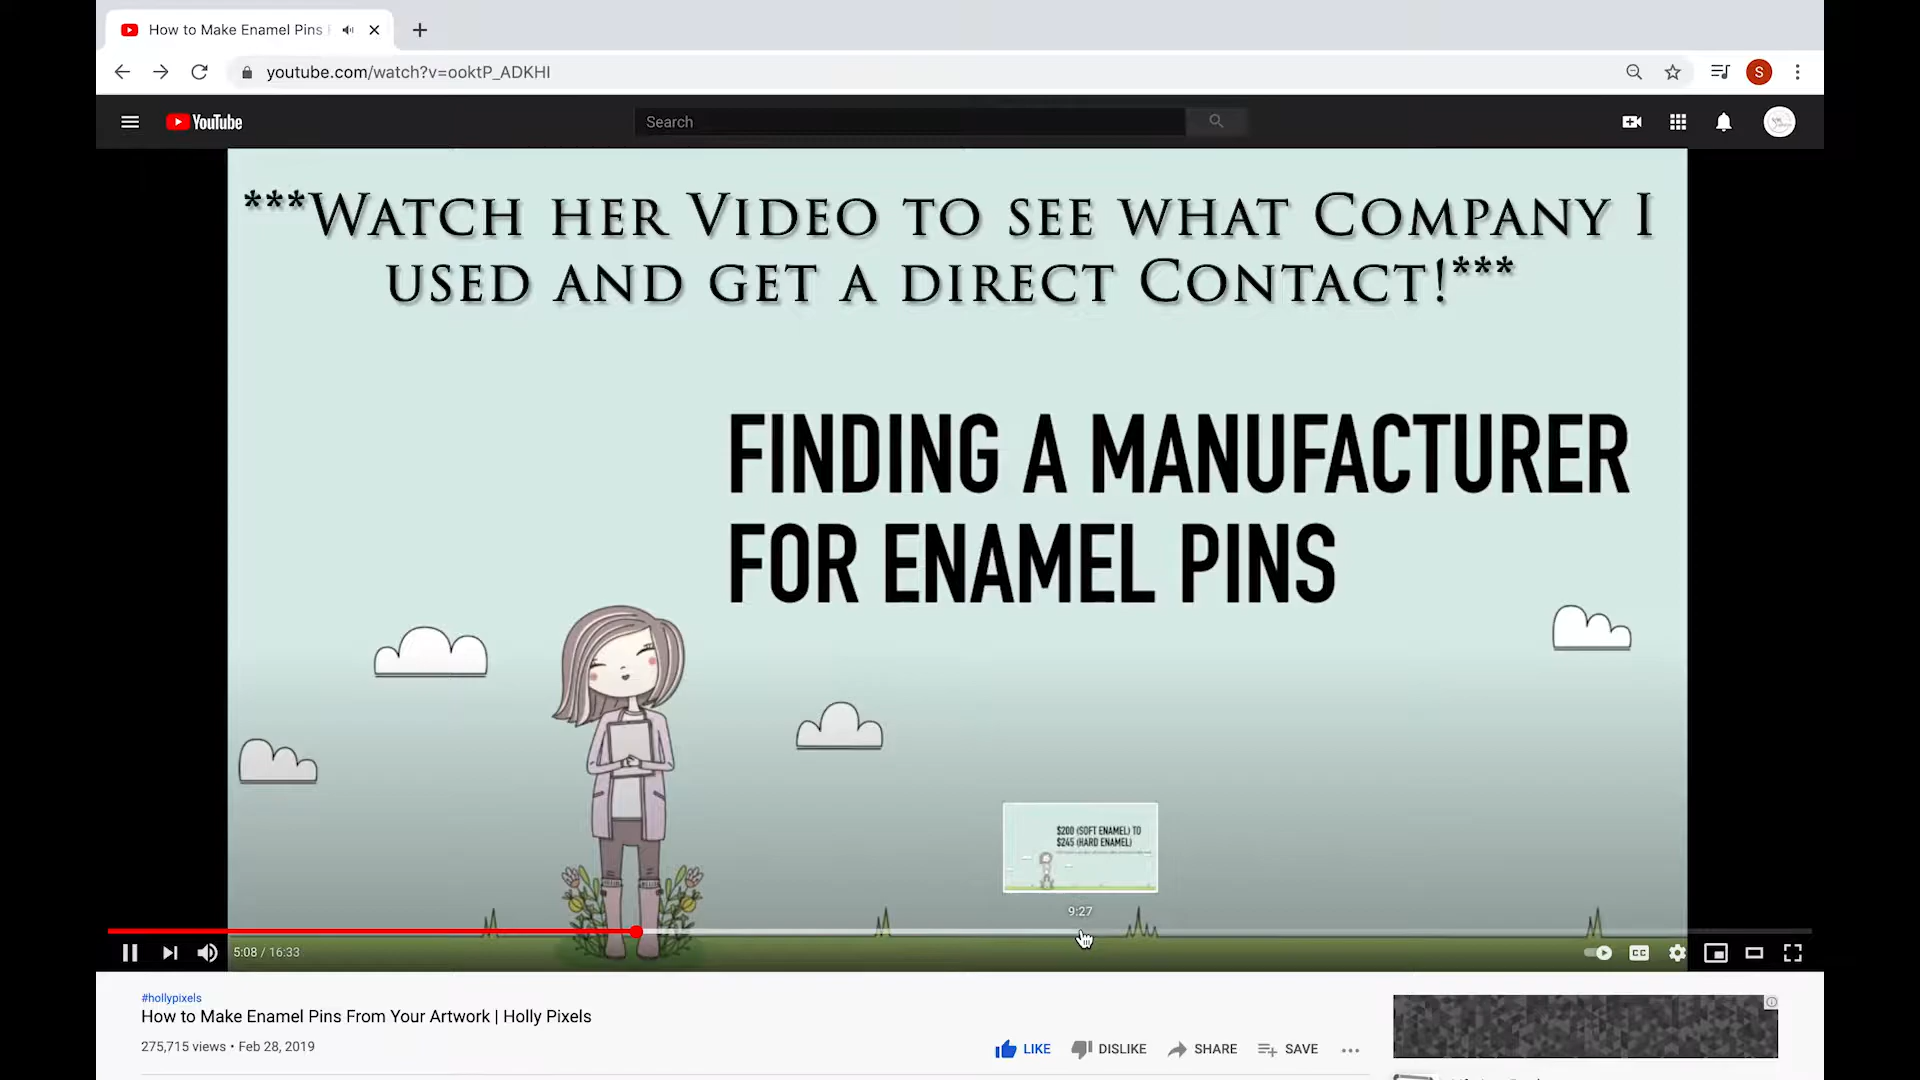 How to Make Enamel Pins
youtube.com/watch?v=ooktP_ADKHI
S
YouTube
Search
***Watch her Video to see what Company I
used and get a direct Contact!***
FINDING A MANUFACTURER
FOR ENAMEL PINS
$200 (SOFT ENAMEL) TO
$245 (HARD ENAMEL)
9:27
5:08 / 16:33
CC
#hollypixels
How to Make Enamel Pins From Your Artwork | Holly Pixels
275,715 views • Feb 28, 2019
LIKE
DISLIKE
SHARE
SAVE